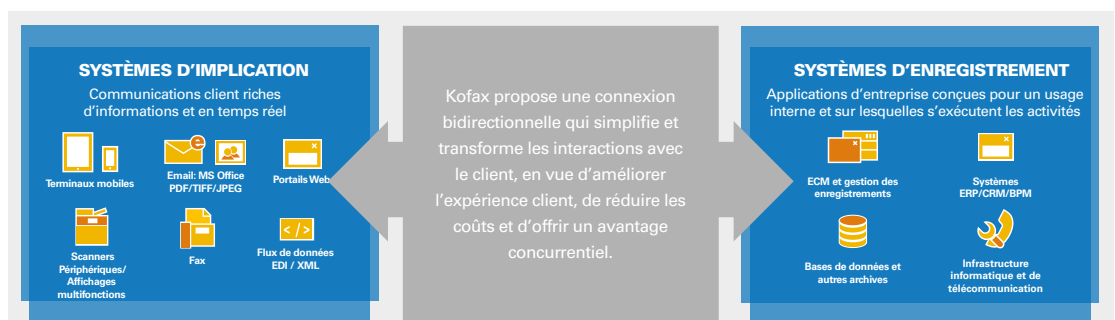 SYSTÈMES D’IMPLICATION
Communications client riches
d’informations et en temps réel
Terminaux mobiles
Email: MS Office
PDF/TIFF/JPEG
Portails Web
Scanners
Périphériques/
Affichages
multifonctions
Fax
</>
Flux de données
EDI / XML
Kofax propose une connexion
bidirectionnelle qui simplifie et
transforme les interactions avec
le client, en vue d’améliorer
l’expérience client, de réduire les
coûts et d’offrir un avantage
concurrentiel.
SYSTÈMES D’ENREGISTREMENT
Applications d’entreprise conçues pour un usage
interne et sur lesquelles s’exécutent les activités
ECM et gestion des
enregistrements
Systèmes
ERP/CRM/BPM
Bases de données et
autres archives
Infrastructure
informatique et de
télécommunication